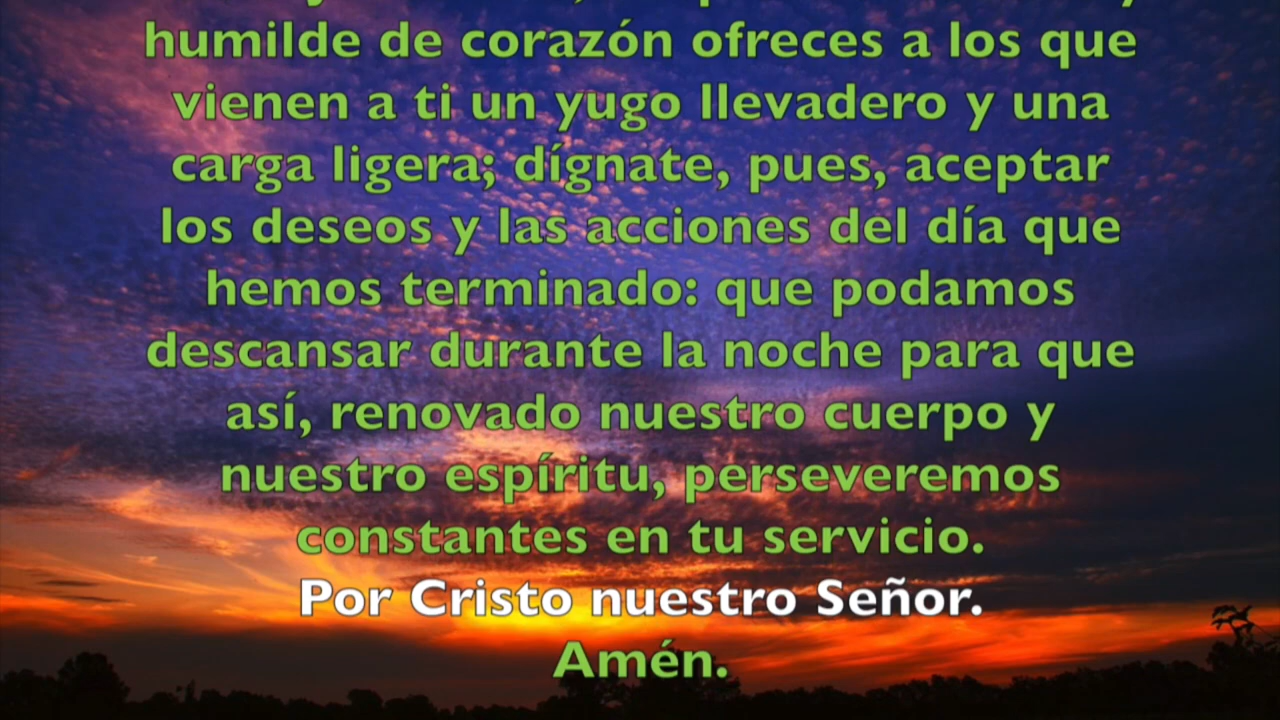 humilde de corazón ofreces a los que
vienen a ti un yugo llevadero y una
carga ligera; dígnate, pues, aceptar
los deseos y las acciones del día que
hemos terminado: que podamos
descansar durante la noche para que
así, renovado nuestro cuerpo y
nuestro espíritu, perseveremos
constantes en tu servicio.
Por Cristo nuestro Señor.
Amén.